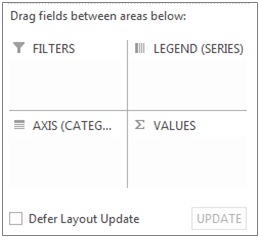 Drag fields between areas below:
FILTERS
LEGEND (SERIES)
AXIS (CATEG...
Σ VALUES
Defer Layout Update
UPDATE